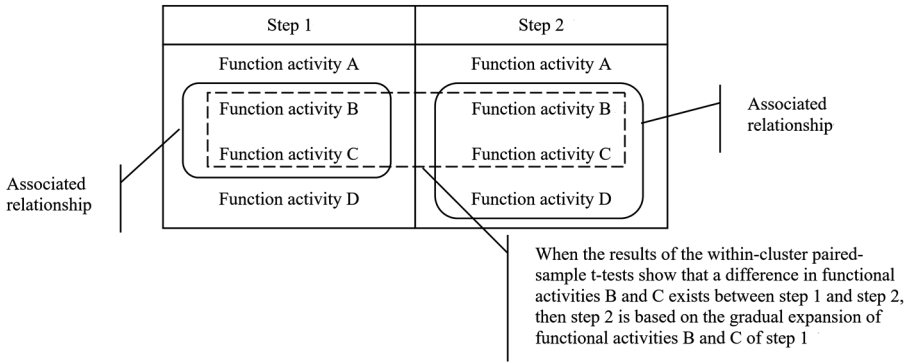 Step 1
Step 2
Function activity A
Function activity A
Function activity B
Function activity B
Function activity C
Function activity C
Function activity D
Function activity D
Associated
relationship
Associated
relationship
When the results of the within-cluster paired-
sample t-tests show that a difference in functional
activities B and C exists between step 1 and step 2,
then step 2 is based on the gradual expansion of
functional activities B and C of step 1